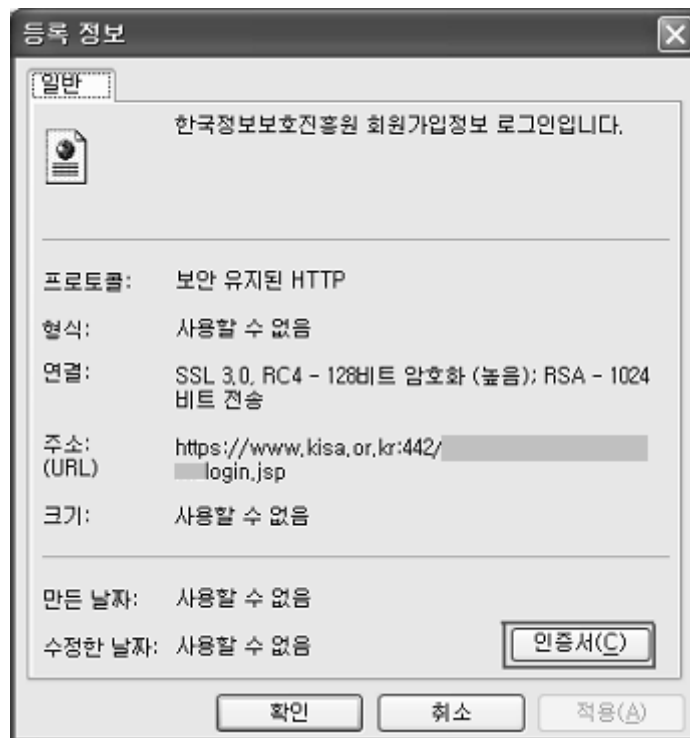 등록 정보
일반
한국정보보호진흥원 회원가입정보 로그인입니다.
프로토콜: 보안 유지된 HTTP
형식: 사용할 수 없음
연결: SSL 3.0, RC4 - 128비트 암호화 (높음); RSA - 1024
비트 전송
주소: https://www.kisa.or.kr:442/
(URL) login.jsp
크기: 사용할 수 없음
만든 날짜: 사용할 수 없음
수정한 날짜: 사용할 수 없음
인증서(C)
확인 취소 적용(A)